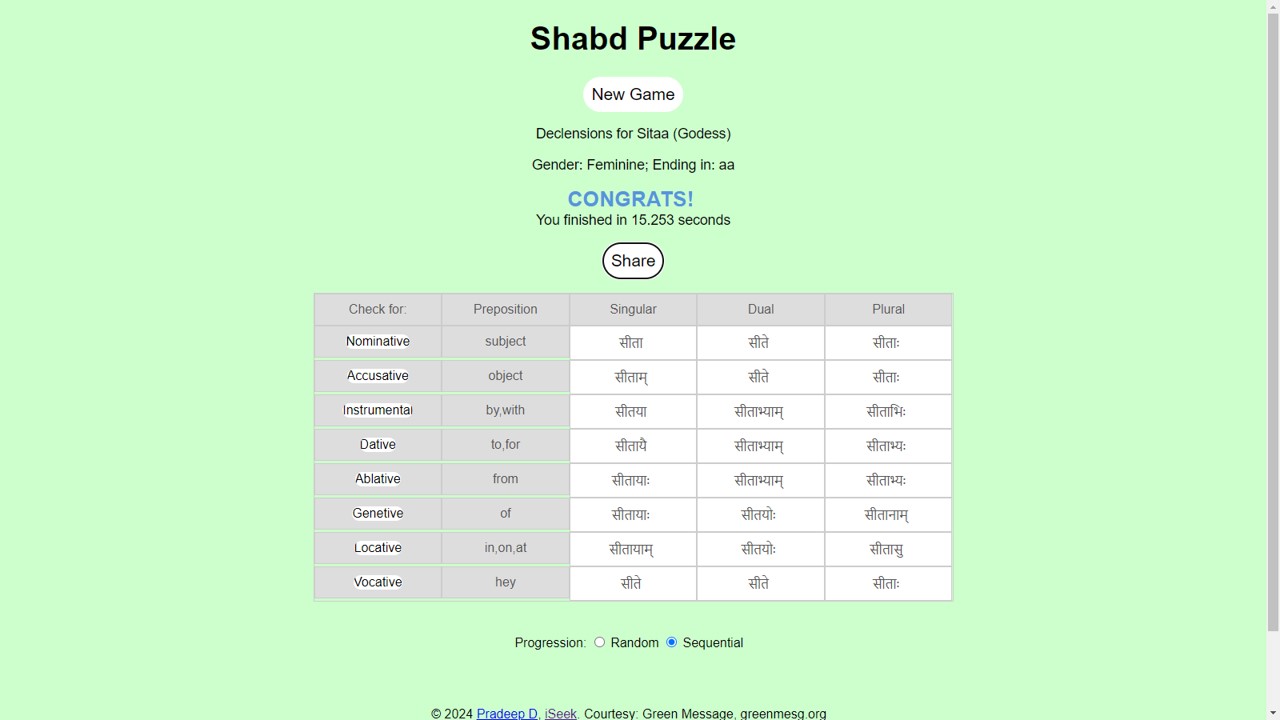 Shabd Puzzle
New Game
Declensions for Sitaa (Godess)
Gender: Feminine; Ending in: aa
CONGRATS!
You finished in 15.253 seconds
Share
Check for: Preposition Singular Dual Plural
Nominative subject सीता सीते सीताः
Accusative object सीताम् सीते सीताः
Instrumental by,with सीतया सीताभ्याम् सीताभिः
Dative to,for सीतायै सीताभ्याम् सीताभ्यः
Ablative from सीतायाः सीताभ्याम् सीताभ्यः
Genetive of सीतायाः सीतयोः सीतानाम्
Locative in,on,at सीतायाम् सीतयोः सीतासु
Vocative hey सीते सीते सीताः
Progression: Random Sequential
© 2024 Pradeep D, iSeek. Courtesy: Green Message, greenmesg.org